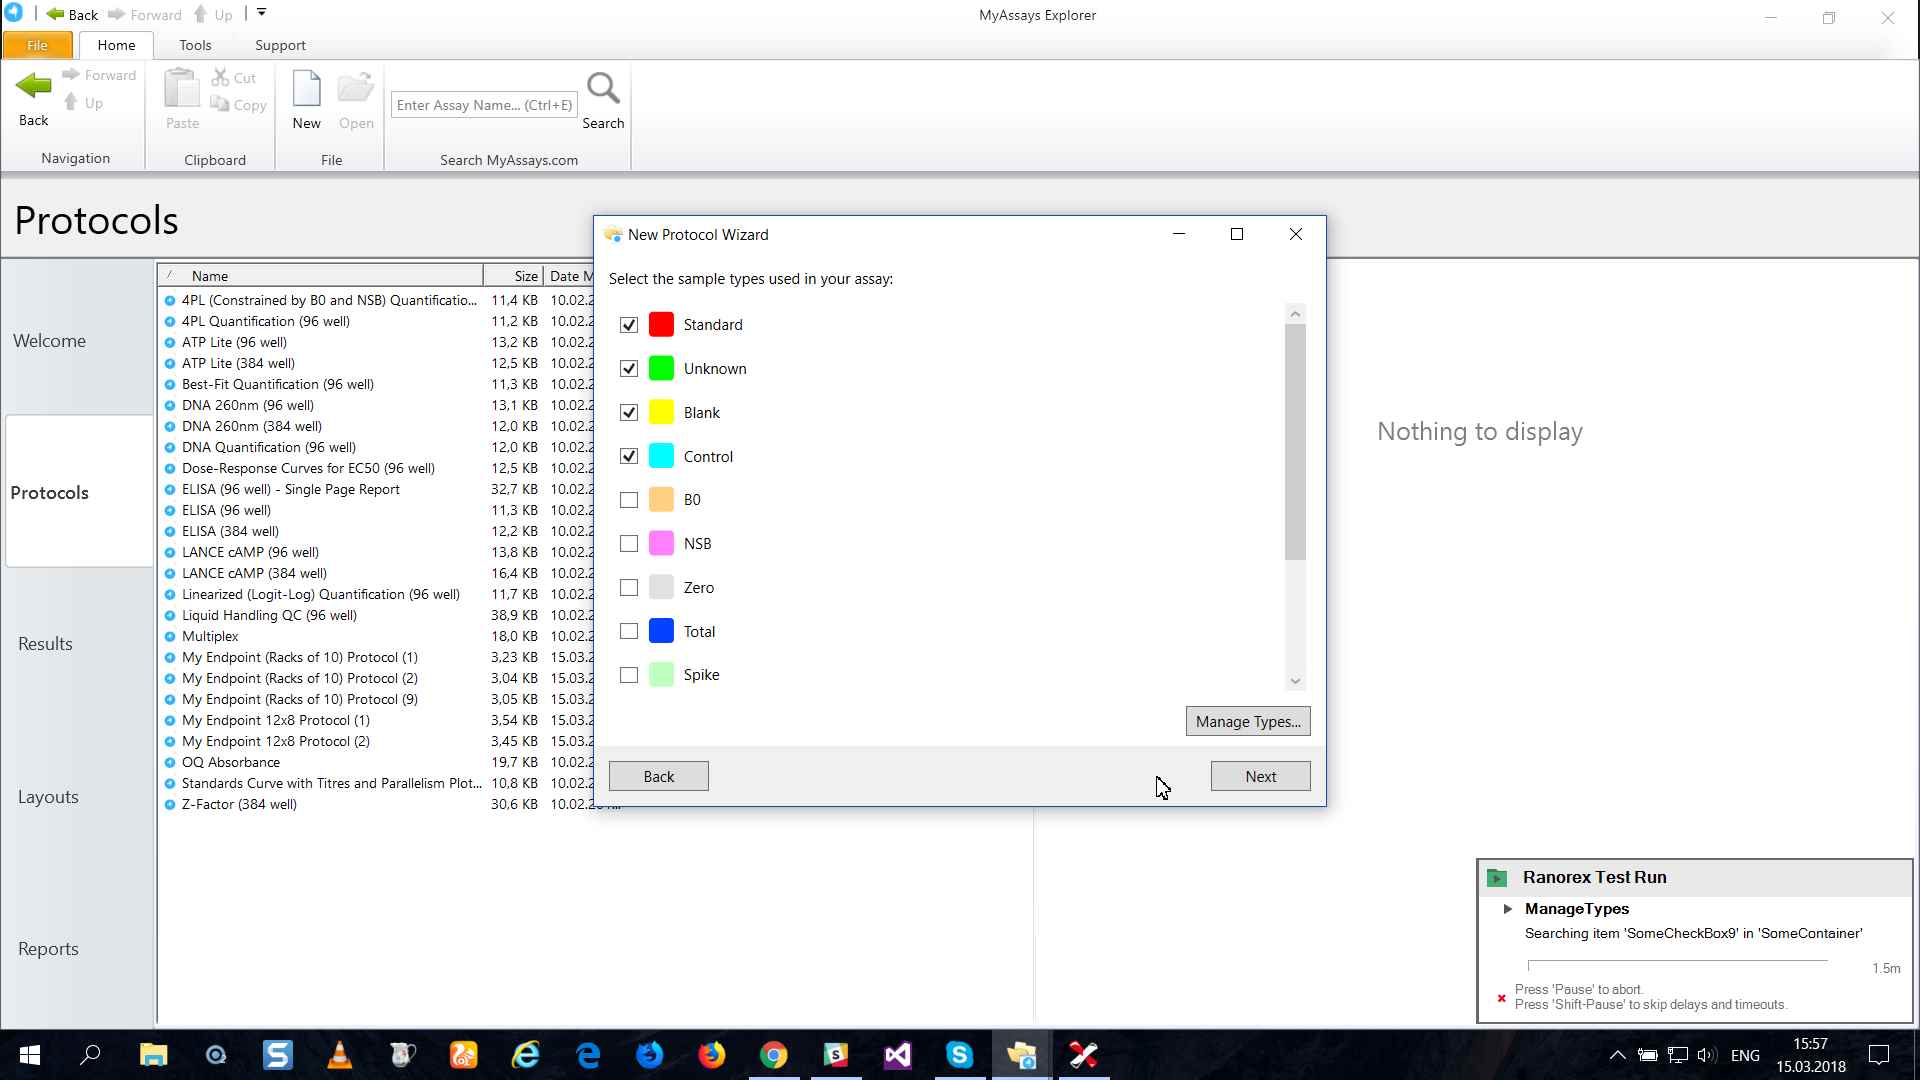 Back
Forward
Up
MyAssays Explorer
File
Home
Tools
Support
Back
Forward
Up
Navigation
Paste
Cut
Copy
Clipboard
New
Open
File
Enter Assay Name... (Ctrl+E)
Search
Search MyAssays.com
Protocols
Welcome
Protocols
Results
Layouts
Reports
Name Size Date M
4PL (Constrained by B0 and NSB) Quantificatio... 11,4 KB 10.02.2
4PL Quantification (96 well) 11,2 KB 10.02.2
ATP Lite (96 well) 13,2 KB 10.02.2
ATP Lite (384 well) 12,5 KB 10.02.2
Best-Fit Quantification (96 well) 11,3 KB 10.02.2
DNA 260nm (96 well) 13,1 KB 10.02.2
DNA 260nm (384 well) 12,0 KB 10.02.2
DNA Quantification (96 well) 12,0 KB 10.02.2
Dose-Response Curves for EC50 (96 well) 12,5 KB 10.02.2
ELISA (96 well) - Single Page Report 32,7 KB 10.02.2
ELISA (96 well) 11,3 KB 10.02.2
ELISA (384 well) 12,2 KB 10.02.2
LANCE cAMP (96 well) 13,8 KB 10.02.2
LANCE cAMP (384 well) 16,4 KB 10.02.2
Linearized (Logit-Log) Quantification (96 well) 11,7 KB 10.02.2
Liquid Handling QC (96 well) 38,9 KB 10.02.2
Multiplex 18,0 KB 10.02.2
My Endpoint (Racks of 10) Protocol (1) 3,23 KB 15.03.2
My Endpoint (Racks of 10) Protocol (2) 3,04 KB 15.03.2
My Endpoint (Racks of 10) Protocol (9) 3,05 KB 15.03.2
My Endpoint 12x8 Protocol (1) 3,54 KB 15.03.2
My Endpoint 12x8 Protocol (2) 3,45 KB 15.03.2
OQ Absorbance 19,7 KB 10.02.2
Standards Curve with Titres and Parallelism Plot... 10,8 KB 10.02.2
Z-Factor (384 well) 30,6 KB
New Protocol Wizard
Select the sample types used in your assay:
Standard
Unknown
Blank
Control
B0
NSB
Zero
Total
Spike
Manage Types...
Back
Next
Nothing to display
Ranorex Test Run
ManageTypes
Searching item 'SomeCheckBox9' in 'SomeContainer'
1.5m
Press 'Pause' to abort.
Press 'Shift-Pause' to skip delays and timeouts.
ENG
15:57
15.03.2018